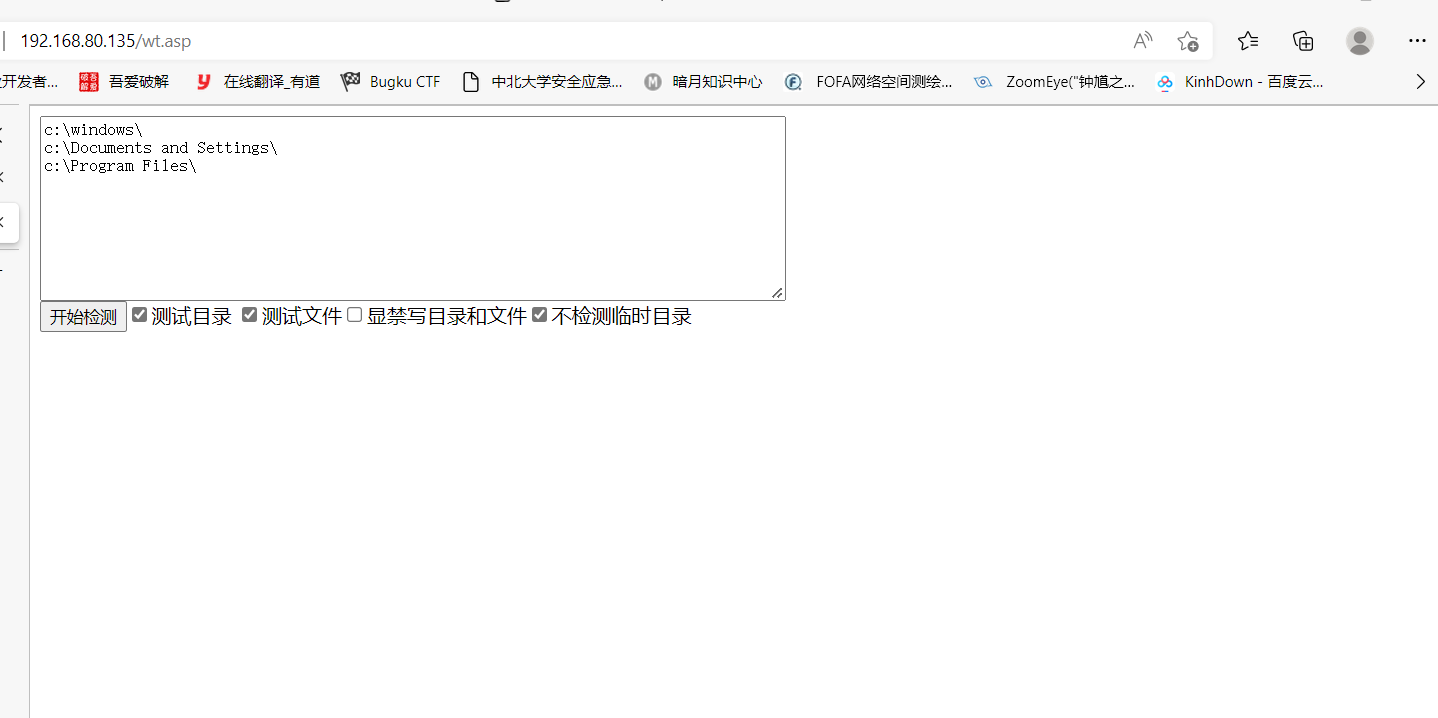 192.168.80.135/wt.asp
开发者... 吾爱破解 在线翻译_有道 Bugku CTF 中北大学安全应急... 暗月知识中心 FOFA网络空间测绘... ZoomEye("钟馗之... KinhDown - 百度云...
c:\windows\
c:\Documents and Settings\
c:\Program Files\
开始检测 测试目录 测试文件 显禁写目录和文件 不检测临时目录